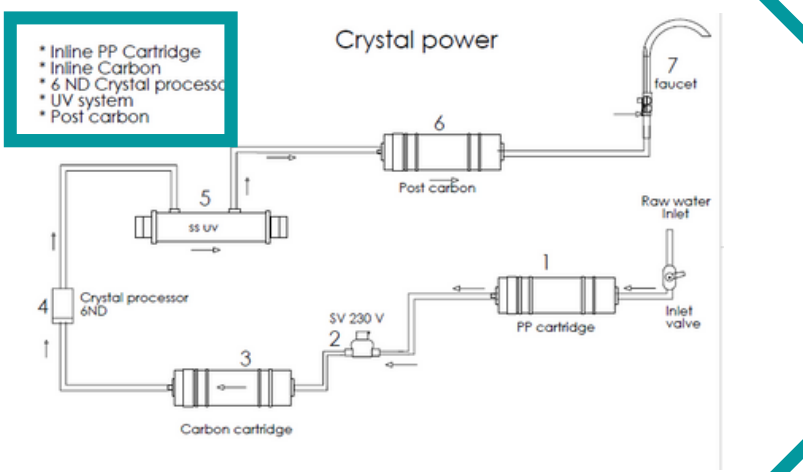 Crystal power
* Inline PP Cartridge
* Inline Carbon
* 6 ND Crystal processo
* UV system
* Post carbon
7
faucet
6
Post carbon
5
SS UV
Raw water
Inlet
1
PP cartridge
Inlet
valve
4
Crystal processor
6ND
SV 230 V
2
3
Carbon cartridge